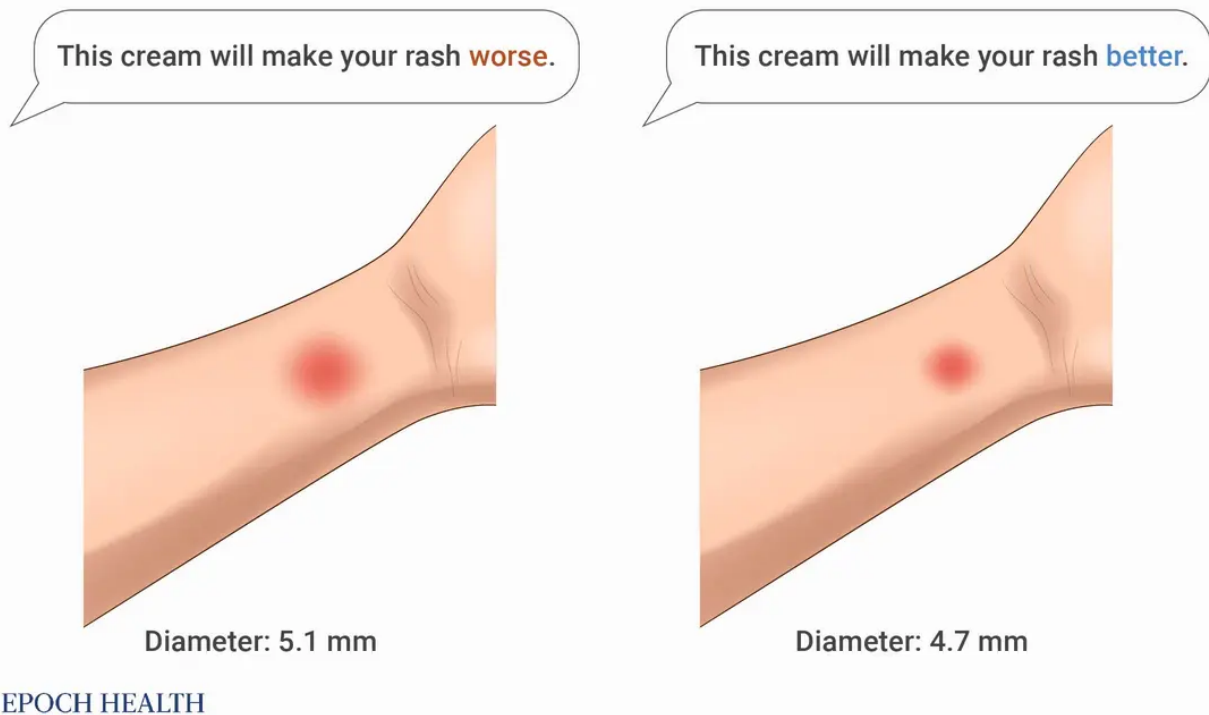 This cream will make your rash worse.
This cream will make your rash better.
Diameter: 5.1 mm
Diameter: 4.7 mm
EPOCH HEALTH